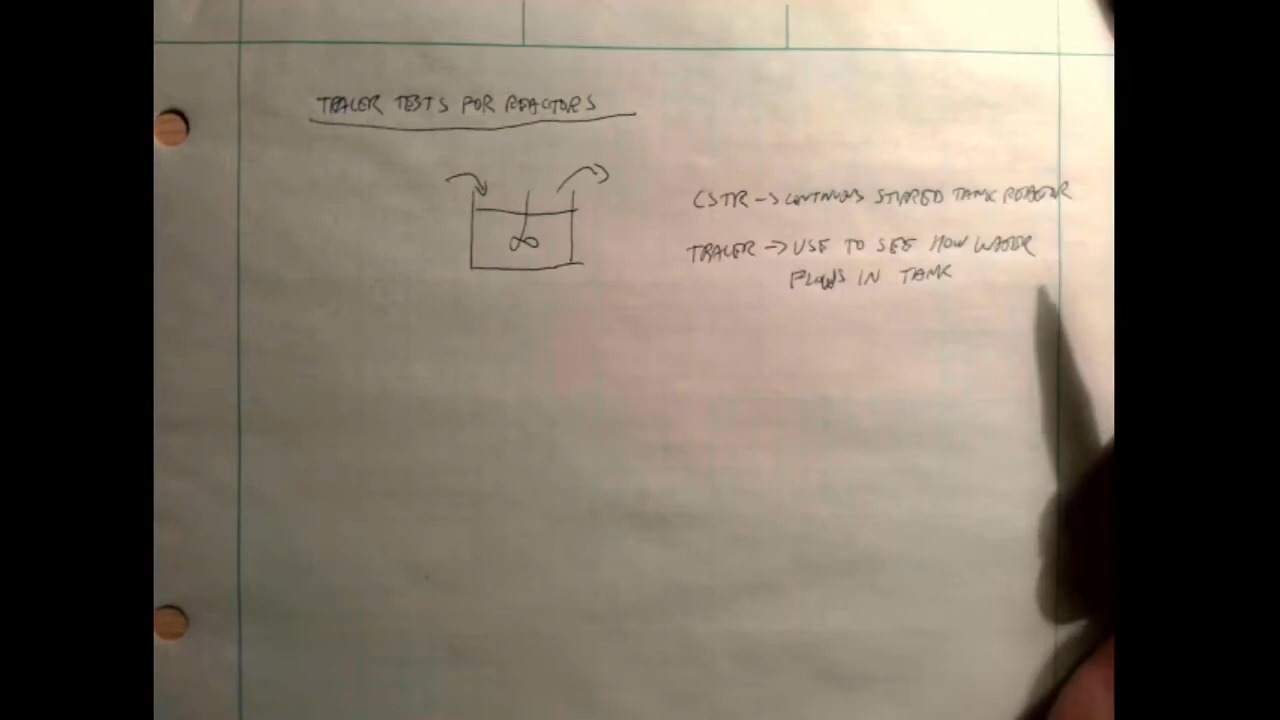 TRACER TESTS FOR REACTORS
CSTR → CONTINUOUS STIRRED TANK REACTOR
TRACER → USE TO SEE HOW WATER
FLOWS IN TANK